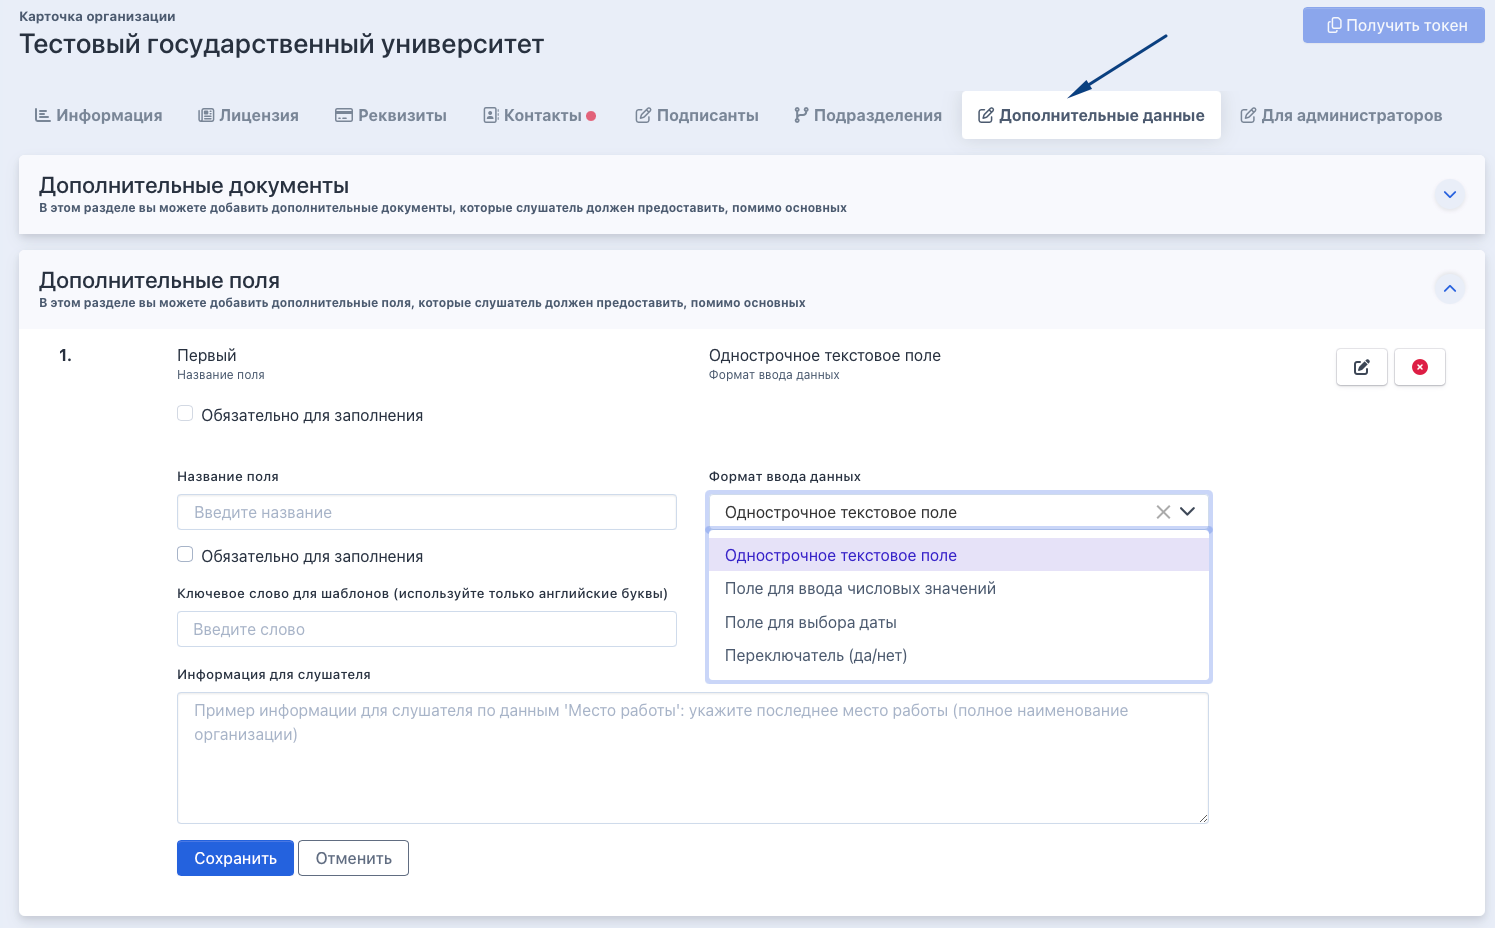 Карточка организации
Тестовый государственный университет
Получить токен
Информация
Лицензия
Реквизиты
Контакты
Подписанты
Подразделения
Дополнительные данные
Для администраторов
Дополнительные документы
В этом разделе вы можете добавить дополнительные документы, которые слушатель должен предоставить, помимо основных
Дополнительные поля
В этом разделе вы можете добавить дополнительные поля, которые слушатель должен предоставить, помимо основных
1.
Первый
Название поля
Однострочное текстовое поле
Формат ввода данных
Обязательно для заполнения
Название поля
Введите название
Обязательно для заполнения
Ключевое слово для шаблонов (используйте только английские буквы)
Введите слово
Формат ввода данных
Однострочное текстовое поле
Однострочное текстовое поле
Поле для ввода числовых значений
Поле для выбора даты
Переключатель (да/нет)
Информация для слушателя
Пример информации для слушателя по данным 'Место работы': укажите последнее место работы (полное наименование
организации)
Сохранить
Отменить